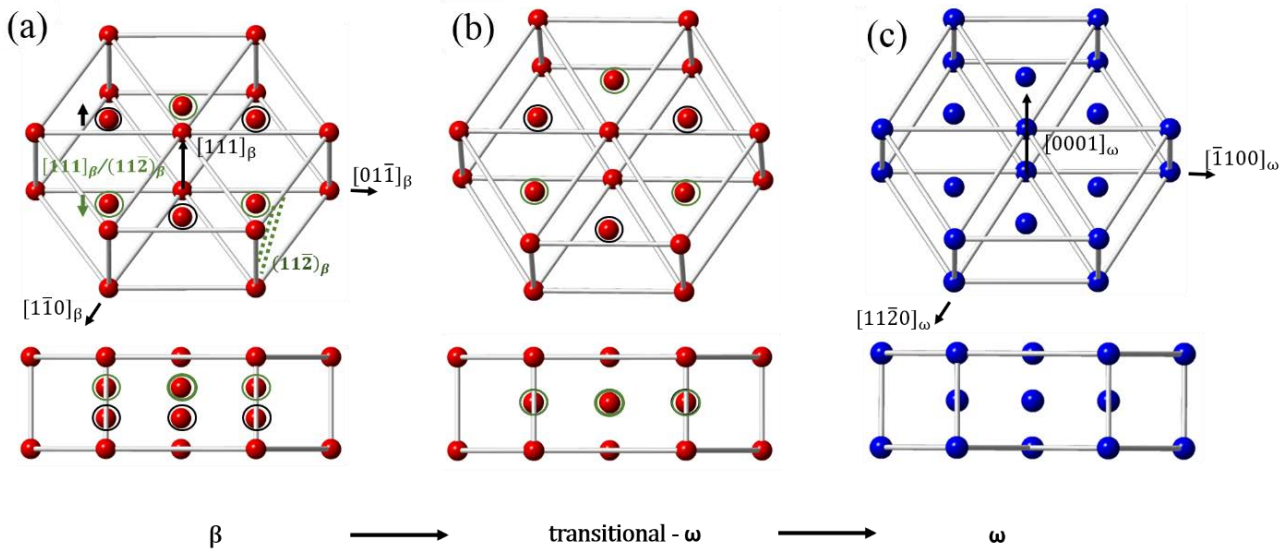 (a)
(b)
(c)
[111]β
[111]β/(112̄)β
[011̄]β
(112̄)β
[11̄0]β
[0001]ω
[1̄100]ω
[112̄0]ω
β
transitional - ω
ω